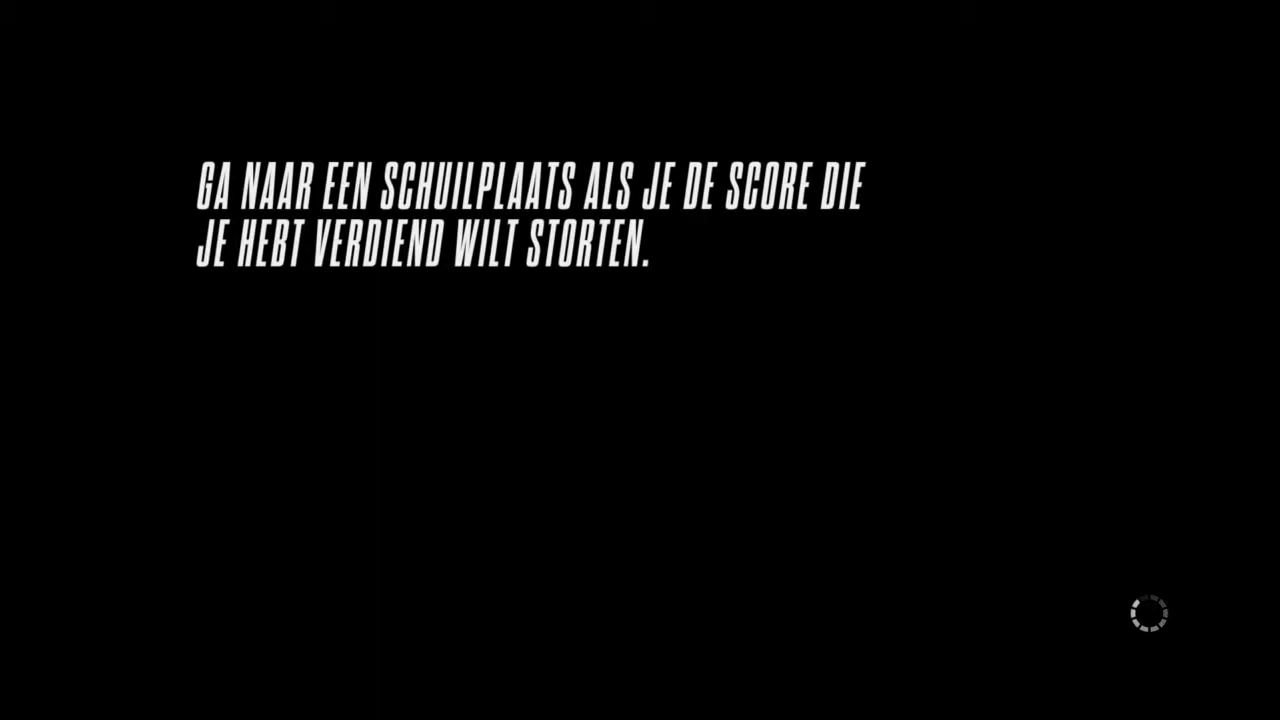 GA NAAR EEN SCHUILPLAATS ALS JE DE SCORE DIE
JE HEBT VERDIEND WILT STORTEN.